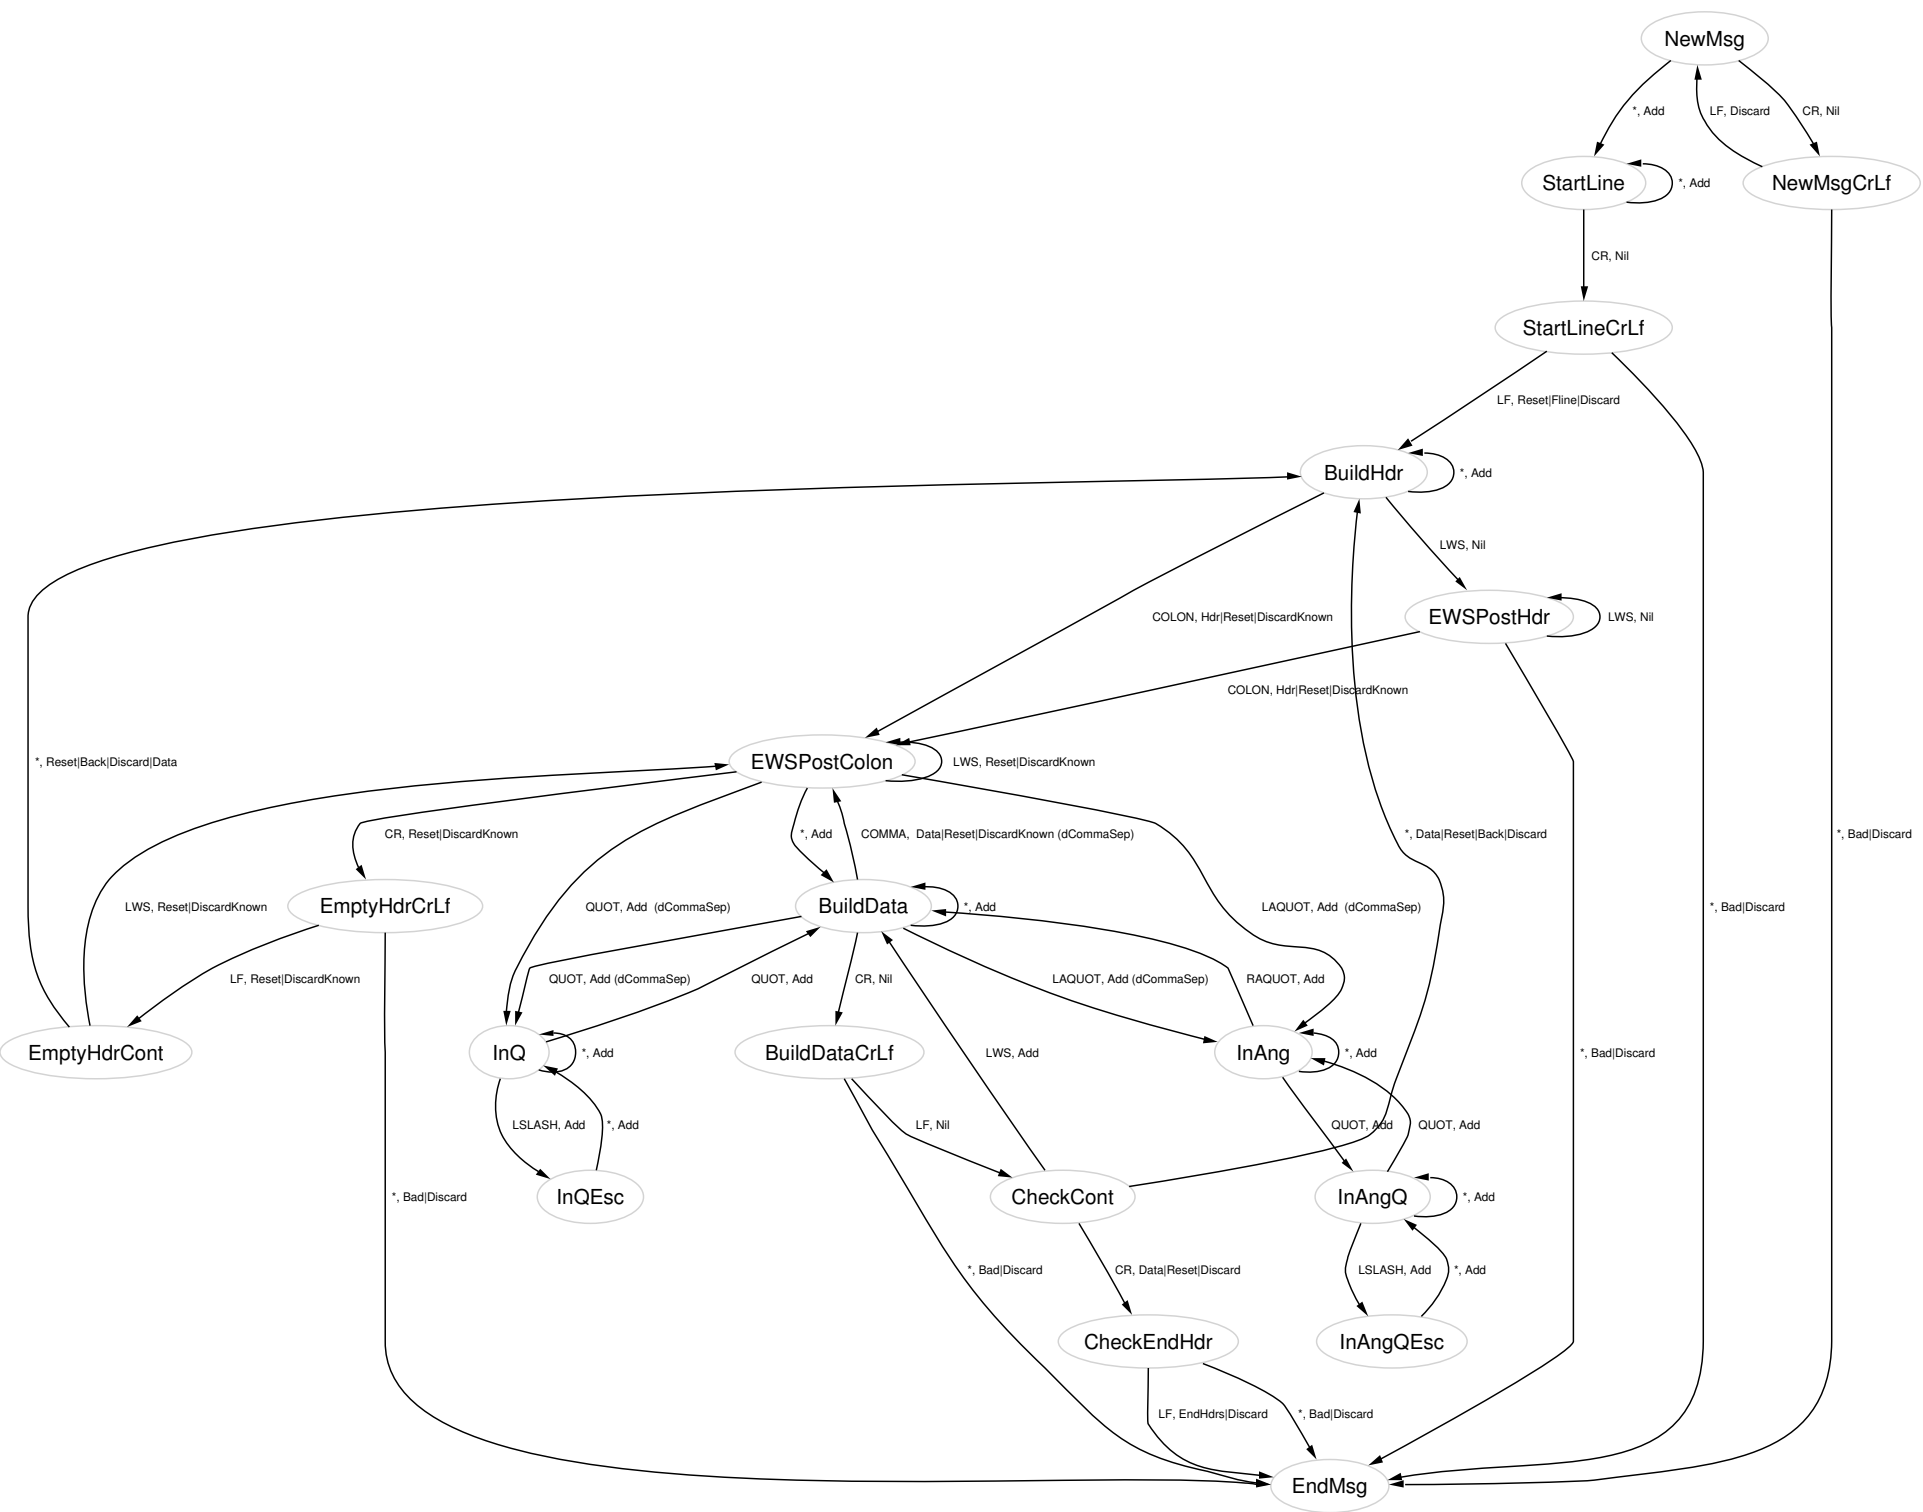 NewMsg
*, Add
LF, Discard
CR, Nil
StartLine
*, Add
NewMsgCrLf
CR, Nil
StartLineCrLf
LF, Reset|Fline|Discard
BuildHdr
*, Add
LWS, Nil
COLON, Hdr|Reset|DiscardKnown
EWSPostHdr
LWS, Nil
COLON, Hdr|Reset|DiscardKnown
*, Reset|Back|Discard|Data
EWSPostColon
LWS, Reset|DiscardKnown
CR, Reset|DiscardKnown
*, Add
COMMA,  Data|Reset|DiscardKnown (dCommaSep)
*, Data|Reset|Back|Discard
*, Bad|Discard
LWS, Reset|DiscardKnown
EmptyHdrCrLf
QUOT, Add  (dCommaSep)
BuildData
*, Add
LAQUOT, Add  (dCommaSep)
*, Bad|Discard
LF, Reset|DiscardKnown
QUOT, Add (dCommaSep)
QUOT, Add
CR, Nil
LAQUOT, Add (dCommaSep)
RAQUOT, Add
EmptyHdrCont
InQ
*, Add
BuildDataCrLf
LWS, Add
InAng
*, Add
*, Bad|Discard
LSLASH, Add
*, Add
LF, Nil
QUOT, Add
QUOT, Add
*, Bad|Discard
InQEsc
CheckCont
InAngQ
*, Add
*, Bad|Discard
CR, Data|Reset|Discard
LSLASH, Add
*, Add
CheckEndHdr
InAngQEsc
LF, EndHdrs|Discard
*, Bad|Discard
EndMsg